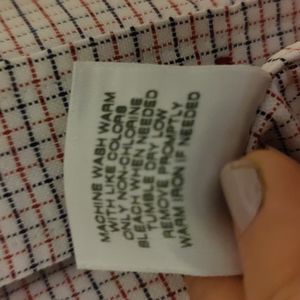 MACHINE WASH WARM
WITH LIKE COLORS
ONLY NON-CHLORINE
BLEACH WHEN NEEDED
TUMBLE DRY LOW
REMOVE PROMPTLY
WARM IRON IF NEEDED